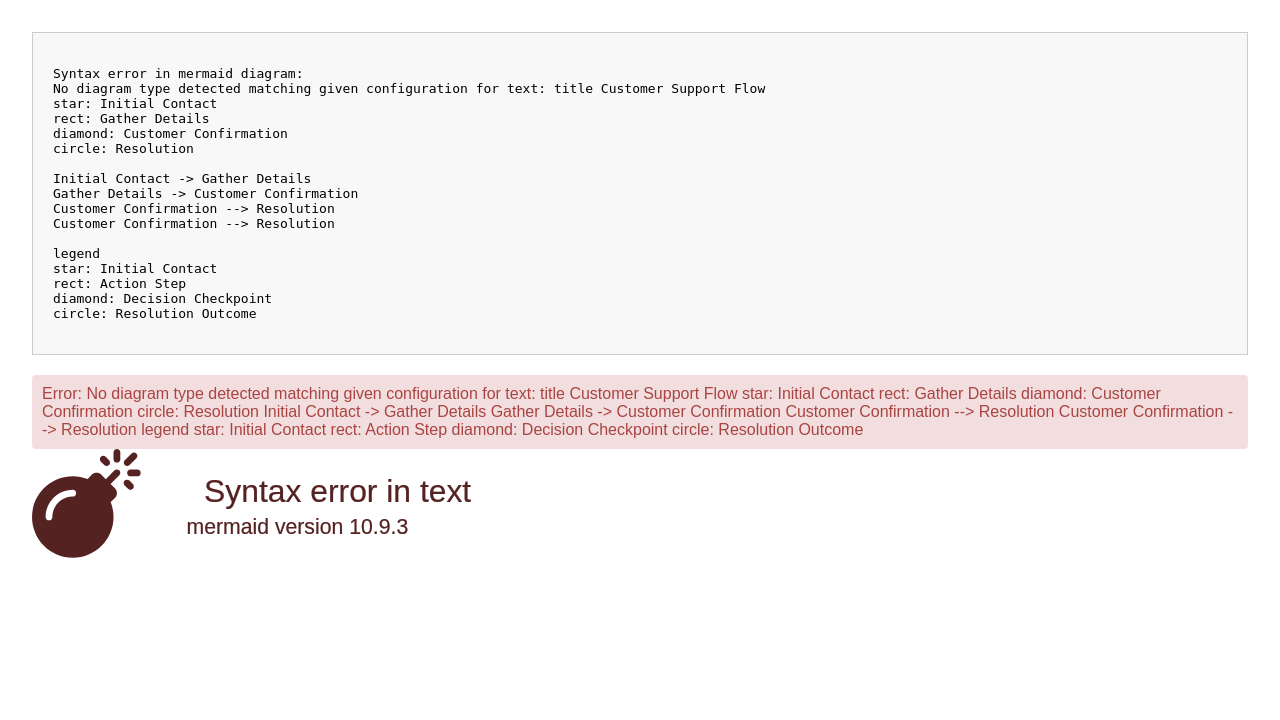 Syntax error in mermaid diagram:
No diagram type detected matching given configuration for text: title Customer Support Flow
star: Initial Contact
rect: Gather Details
diamond: Customer Confirmation
circle: Resolution
Initial Contact -> Gather Details
Gather Details -> Customer Confirmation
Customer Confirmation --> Resolution
Customer Confirmation --> Resolution
legend
star: Initial Contact
rect: Action Step
diamond: Decision Checkpoint
circle: Resolution Outcome
Error: No diagram type detected matching given configuration for text: title Customer Support Flow star: Initial Contact rect: Gather Details diamond: Customer
Confirmation circle: Resolution Initial Contact -> Gather Details Gather Details -> Customer Confirmation Customer Confirmation --> Resolution Customer Confirmation -
-> Resolution legend star: Initial Contact rect: Action Step diamond: Decision Checkpoint circle: Resolution Outcome
Syntax error in text
mermaid version 10.9.3